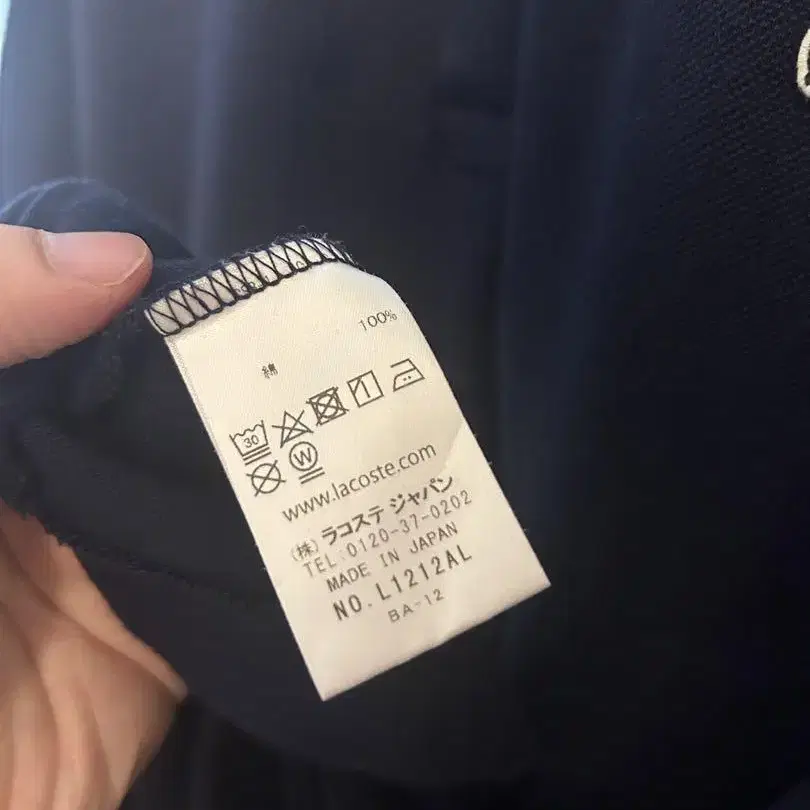 綿 100%
30
W
www.lacoste.com
(株) ラコステ ジャパン
TEL:0120-37-0202
MADE IN JAPAN
NO. L1212AL
BA-12